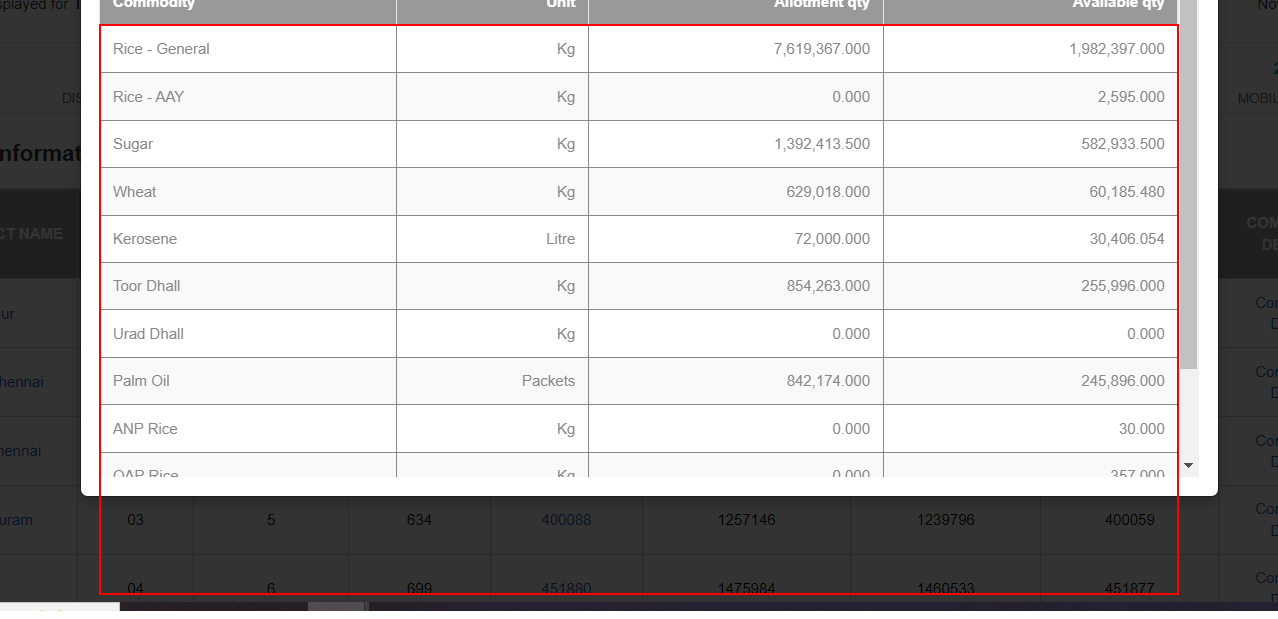 splayed for
No
Commodity Unit Allotment qty Available qty
Rice - General Kg 7,619,367.000 1,982,397.000
Rice - AAY Kg 0.000 2,595.000
DIS MOBIL
Sugar Kg 1,392,413.500 582,933.500
nformat
Wheat Kg 629,018.000 60,185.480
CT NAME Kerosene Litre 72,000.000 30,406.054 COM
DE
Toor Dhall Kg 854,263.000 255,996.000
ur Cor
D
Urad Dhall Kg 0.000 0.000
hennai Palm Oil Packets 842,174.000 245,896.000 Cor
D
ANP Rice Kg 0.000 30.000
hennai Cor
D
OAP Rice Kg 0.000 357.000
uram 03 5 634 400088 1257146 1239796 400059 Cor
D
04 6 699 451880 1475984 1460533 451877 Cor